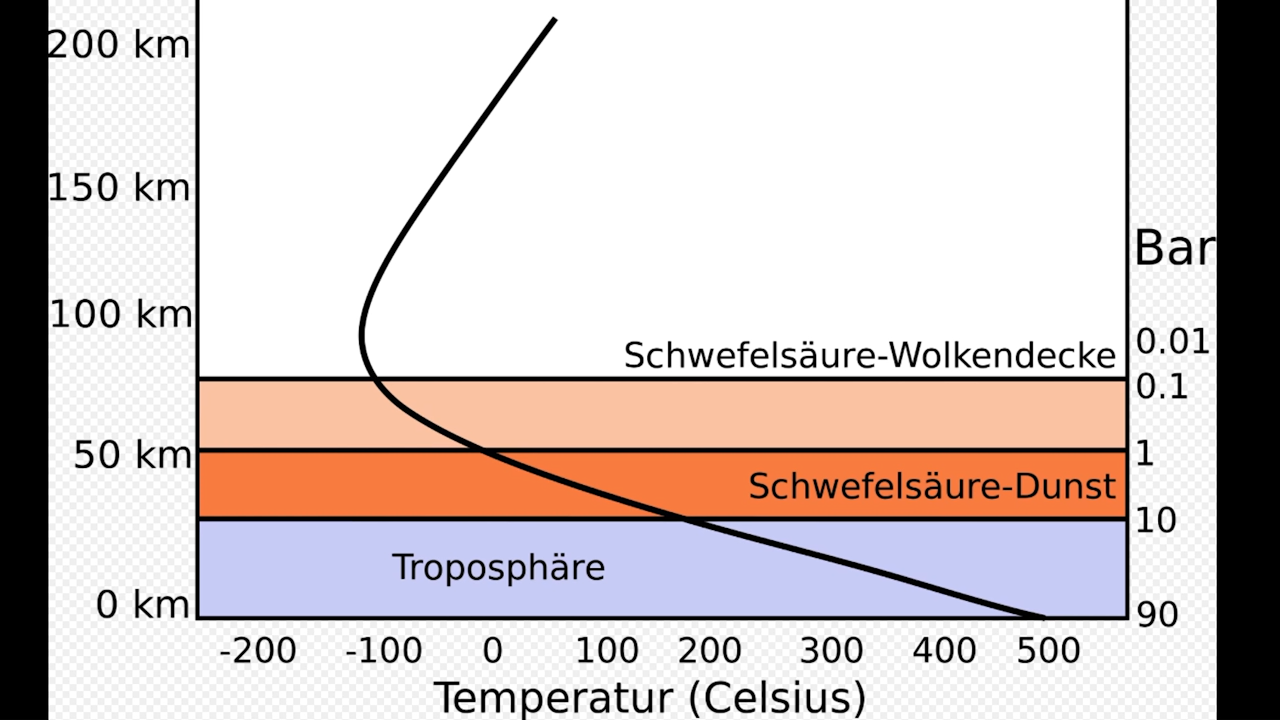 200 km
150 km
Bar
100 km
0.01
Schwefelsäure-Wolkendecke
0.1
50 km
1
Schwefelsäure-Dunst
10
Troposphäre
0 km
90
-200 -100 0 100 200 300 400 500
Temperatur (Celsius)